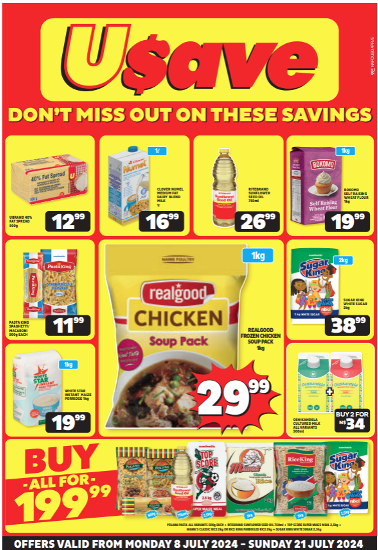 Usave
DON'T MISS OUT ON THESE SAVINGS
40% Fat Spread
UBRAND 40%
FAT SPREAD
500g
12.99
1l
CLOVER NUMEL
MEDIUM FAT
DAIRY BLEND
MILK
16.99
RITEBRAND
SUNFLOWER
SEED OIL
750ml
26.99
1kg
BOKOMO
Self Raising
Wheat Flour
BOKOMO
SELF RAISING
WHEAT FLOUR
1kg
19.99
PASTA KING
SPAGHETTI/
MACARONI
500g EACH
11.99
1kg
WHITE STAR
INSTANT MAIZE
PORRIDGE 1kg
19.99
1kg
realgood
CHICKEN
Soup Pack
REALGOOD
FROZEN CHICKEN
SOUP PACK
1kg
29.99
Sugar King
SUGAR KING
WHITE SUGAR
38.99
CULTURED MILK
ALL VARIANTS
500ml
BUY 2 FOR
N$ 34
BUY
-ALL FOR-
199.99
TOP SCORE
Mama's
RiceKing
Sugar King
OFFERS VALID FROM MONDAY 8 JULY 2024 – SUNDAY 21 JULY 2024